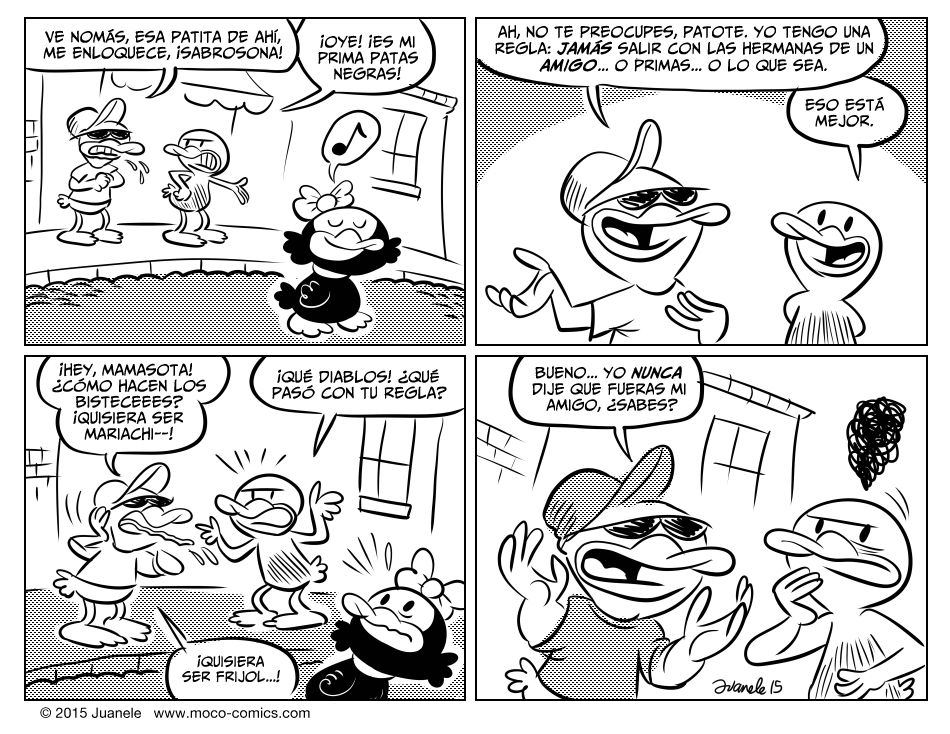 VE NOMÁS, ESA PATITA DE AHÍ,
ME ENLOQUECE, ¡SABROSONA!
¡OYE! ¡ES MI
PRIMA PATAS
NEGRAS!
AH, NO TE PREOCUPES, PATOTE. YO TENGO UNA
REGLA: JAMÁS SALIR CON LAS HERMANAS DE UN
AMIGO... O PRIMAS... O LO QUE SEA.
ESO ESTÁ
MEJOR.
¡HEY, MAMASOTA!
¿CÓMO HACEN LOS
BISTECEEES?
¡QUISIERA SER
MARIACHI--!
¡QUÉ DIABLOS! ¿QUÉ
PASÓ CON TU REGLA?
¡QUISIERA
SER FRIJOL...!
BUENO... YO NUNCA
DIJE QUE FUERAS MI
AMIGO, ¿SABES?
Juanele 15
© 2015 Juanele www.moco-comics.com